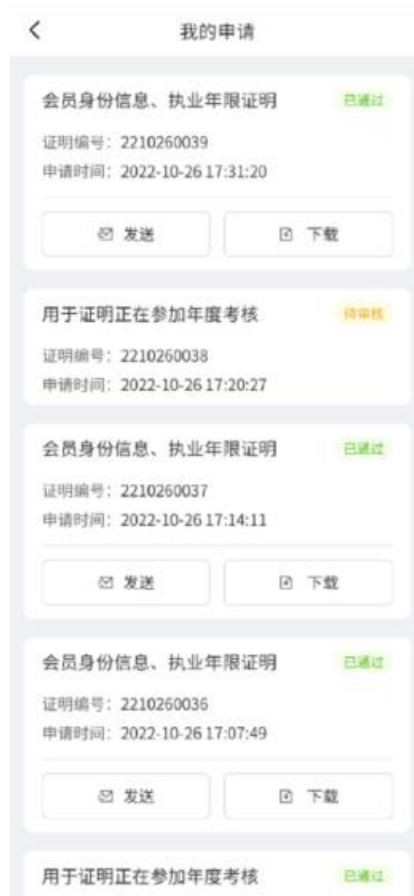 我的申请
会员身份信息、执业年限证明 已通过
证明编号：2210260039
申请时间：2022-10-26 17:31:20
发送 下载
用于证明正在参加年度考核 待审核
证明编号：2210260038
申请时间：2022-10-26 17:20:27
会员身份信息、执业年限证明 已通过
证明编号：2210260037
申请时间：2022-10-26 17:14:11
发送 下载
会员身份信息、执业年限证明 已通过
证明编号：2210260036
申请时间：2022-10-26 17:07:49
发送 下载
用于证明正在参加年度考核 已通过